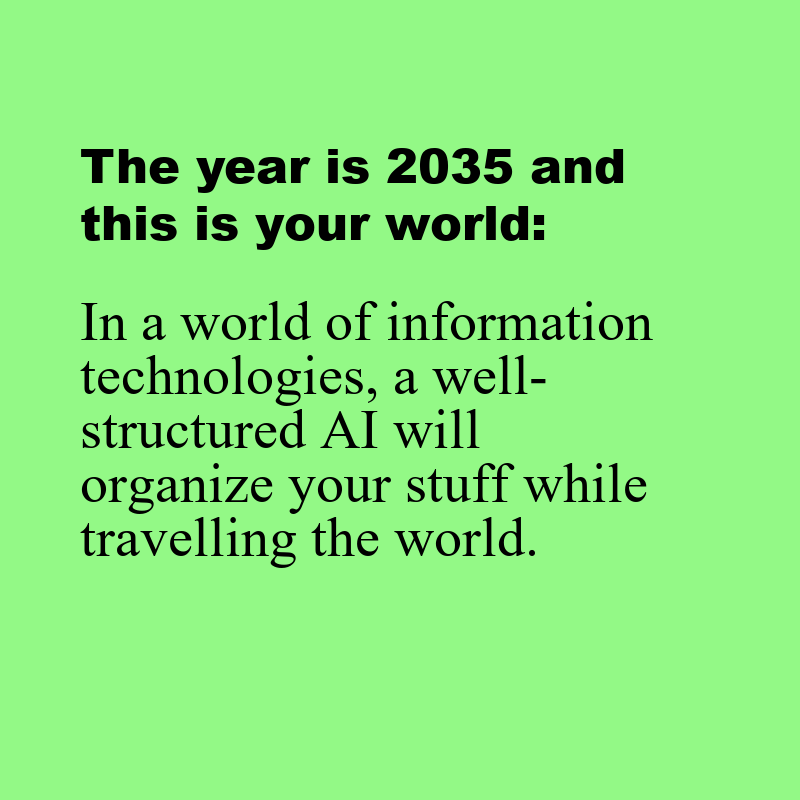 The year is 2035 and
this is your world:
In a world of information
technologies, a well-
structured AI will
organize your stuff while
travelling the world.